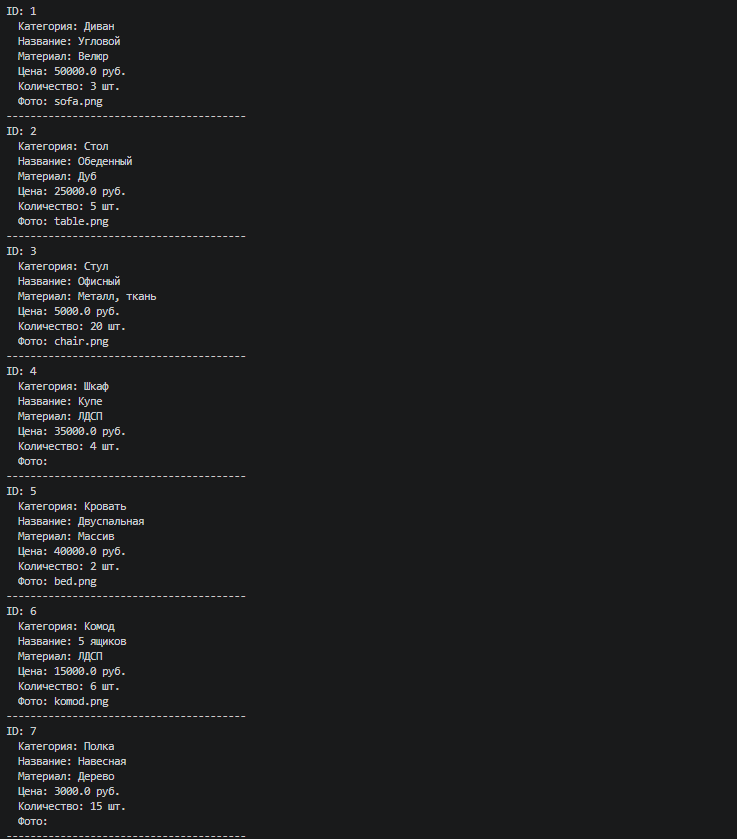 ID: 1
Категория: Диван
Название: Угловой
Материал: Велюр
Цена: 50000.0 руб.
Количество: 3 шт.
Фото: sofa.png
----------------------------------------
ID: 2
Категория: Стол
Название: Обеденный
Материал: Дуб
Цена: 25000.0 руб.
Количество: 5 шт.
Фото: table.png
----------------------------------------
ID: 3
Категория: Стул
Название: Офисный
Материал: Металл, ткань
Цена: 5000.0 руб.
Количество: 20 шт.
Фото: chair.png
----------------------------------------
ID: 4
Категория: Шкаф
Название: Купе
Материал: ЛДСП
Цена: 35000.0 руб.
Количество: 4 шт.
Фото:
----------------------------------------
ID: 5
Категория: Кровать
Название: Двуспальная
Материал: Массив
Цена: 40000.0 руб.
Количество: 2 шт.
Фото: bed.png
----------------------------------------
ID: 6
Категория: Комод
Название: 5 ящиков
Материал: ЛДСП
Цена: 15000.0 руб.
Количество: 6 шт.
Фото: komod.png
----------------------------------------
ID: 7
Категория: Полка
Название: Навесная
Материал: Дерево
Цена: 3000.0 руб.
Количество: 15 шт.
Фото:
----------------------------------------